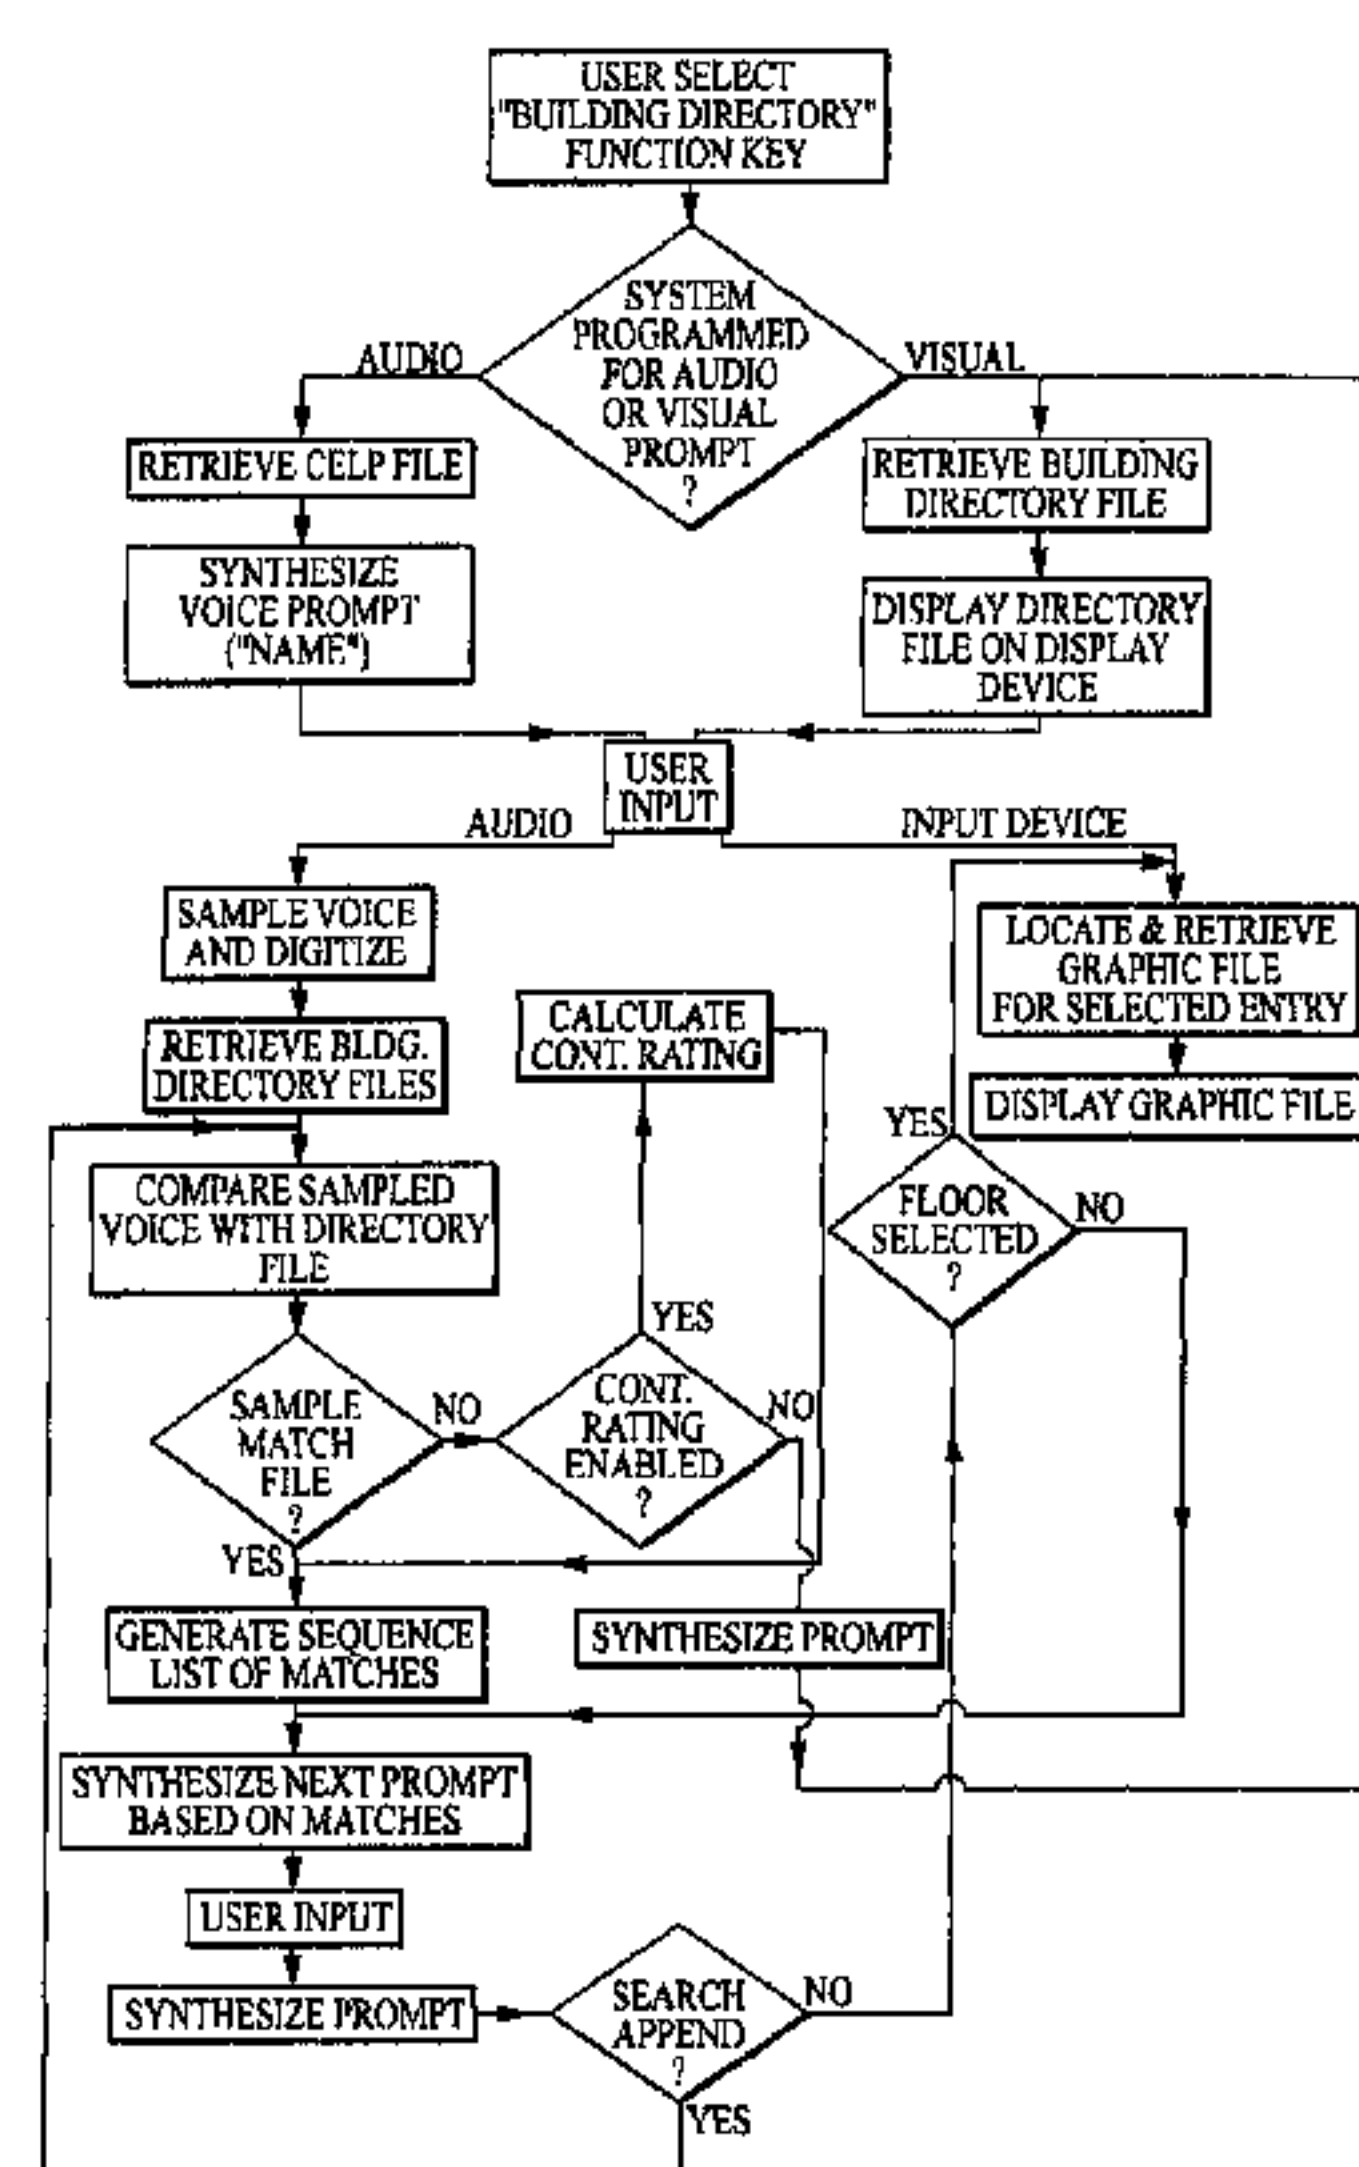 USER SELECT
"BUILDING DIRECTORY"
FUNCTION KEY
SYSTEM
PROGRAMMED
FOR AUDIO
OR VISUAL
PROMPT
?
AUDIO
VISUAL
RETRIEVE CELP FILE
RETRIEVE BUILDING
DIRECTORY FILE
SYNTHESIZE
VOICE PROMPT
("NAME")
DISPLAY DIRECTORY
FILE ON DISPLAY
DEVICE
USER
INPUT
AUDIO
INPUT DEVICE
SAMPLE VOICE
AND DIGITIZE
LOCATE & RETRIEVE
GRAPHIC FILE
FOR SELECTED ENTRY
CALCULATE
CONT. RATING
RETRIEVE BLDG.
DIRECTORY FILES
DISPLAY GRAPHIC FILE
YES
COMPARE SAMPLED
VOICE WITH DIRECTORY
FILE
FLOOR
SELECTED
?
NO
YES
SAMPLE
MATCH
FILE
?
NO
CONT.
RATING
ENABLED
?
NO
YES
GENERATE SEQUENCE
LIST OF MATCHES
SYNTHESIZE PROMPT
SYNTHESIZE NEXT PROMPT
BASED ON MATCHES
USER INPUT
SYNTHESIZE PROMPT
SEARCH
APPEND
?
NO
YES